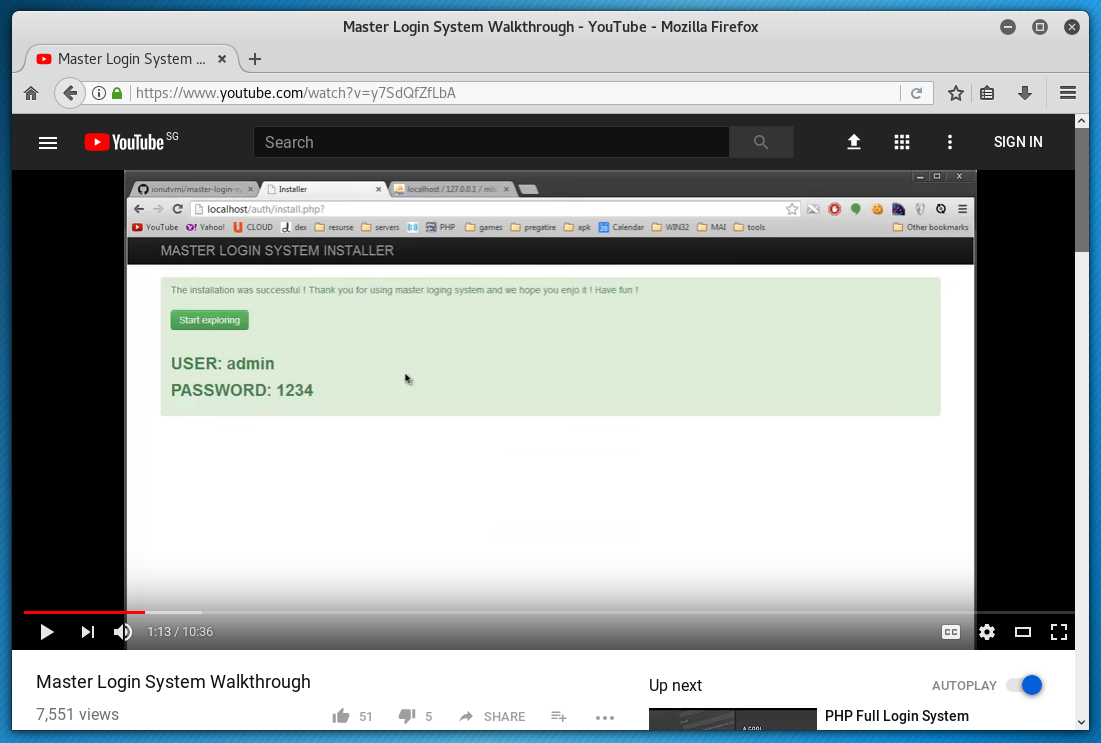 Master Login System Walkthrough - YouTube - Mozilla Firefox
Master Login System ...
https://www.youtube.com/watch?v=y7SdQfZfLbA
YouTube SG
Search
SIGN IN
ionutvmi/master-login-sy
Installer
localhost / 127.0.0.1 / mls
localhost/auth/install.php?
YouTube Yahoo! CLOUD dex resurse servers PHP games pregatire apk Calendar WIN32 MAI tools Other bookmarks
MASTER LOGIN SYSTEM INSTALLER
The installation was successful ! Thank you for using master loging system and we hope you enjo it ! Have fun !
Start exploring
USER: admin
PASSWORD: 1234
1:13 / 10:36
CC
Master Login System Walkthrough
7,551 views
51
5
SHARE
Up next
AUTOPLAY
PHP Full Login System